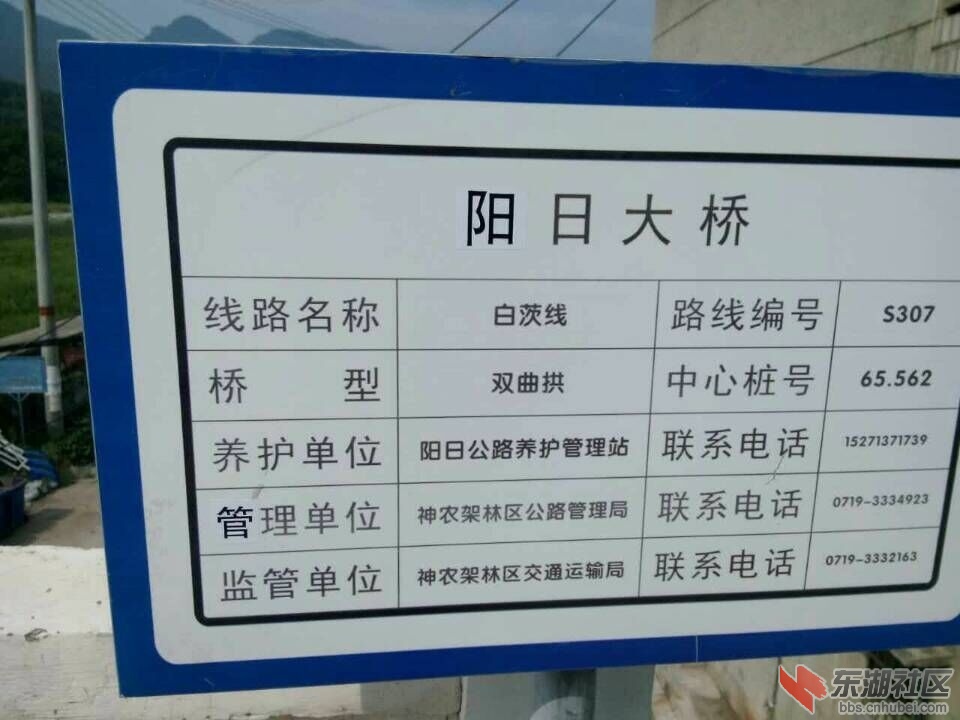 阳日大桥
线路名称 白茨线 路线编号 S307
桥型 双曲拱 中心桩号 65.562
养护单位 阳日公路养护管理站 联系电话 15271371739
管理单位 神农架林区公路管理局 联系电话 0719-3334923
监管单位 神农架林区交通运输局 联系电话 0719-3332163
东湖社区
bbs.cnhubei.com